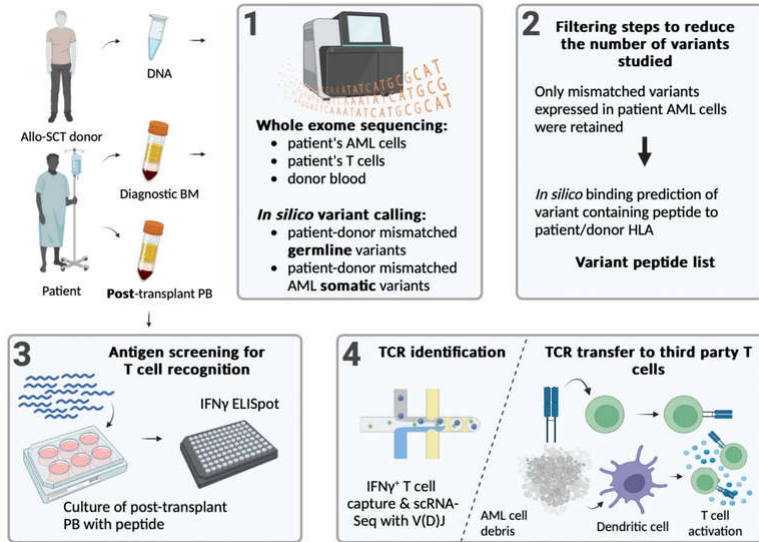 DNA
Allo-SCT donor
Diagnostic BM
Patient
Post-transplant PB
1
Whole exome sequencing:
• patient's AML cells
• patient's T cells
• donor blood
In silico variant calling:
• patient-donor mismatched
germline variants
• patient-donor mismatched
AML somatic variants
2
Filtering steps to reduce
the number of variants
studied
Only mismatched variants
expressed in patient AML cells
were retained
In silico binding prediction of
variant containing peptide to
patient/donor HLA
Variant peptide list
3
Antigen screening for
T cell recognition
IFNγ ELISpot
Culture of post-transplant
PB with peptide
4
TCR identification
IFNγ⁺ T cell
capture & scRNA-
Seq with V(D)J
TCR transfer to third party T
cells
AML cell
debris
Dendritic cell
T cell
activation